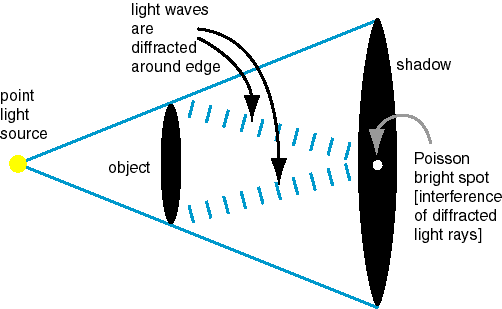 light waves
are
diffracted
around edge
shadow
point
light
source
object
Poisson
bright spot
[interference
of diffracted
light rays]